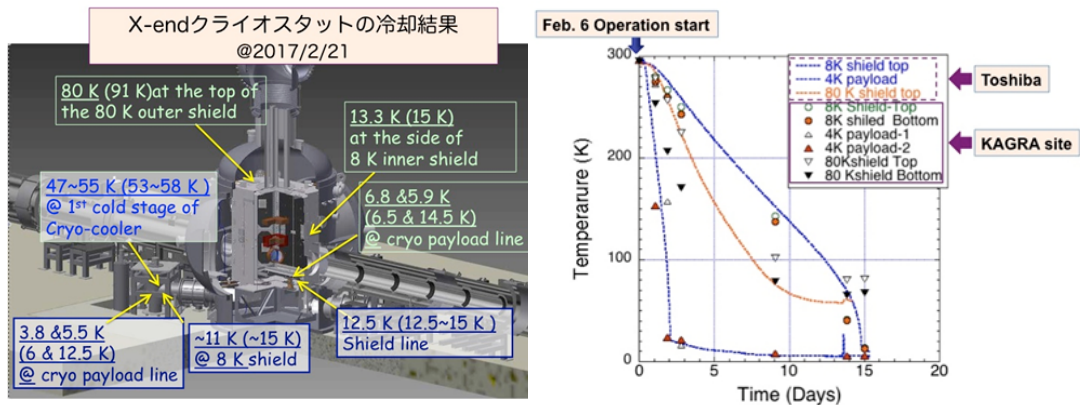 X-endクライオスタットの冷却結果
@2017/2/21
80 K (91 K)at the top of
the 80 K outer shield
13.3 K (15 K)
at the side of
8 K inner shield
47~55 K (53~58 K )
@ 1st cold stage of
Cryo-cooler
6.8 &5.9 K
(6.5 & 14.5 K)
@ cryo payload line
3.8 &5.5 K
(6 & 12.5 K)
@ cryo payload line
~11 K (~15 K)
@ 8 K shield
12.5 K (12.5~15 K )
Shield line
Feb. 6 Operation start
8K shield top
4K payload
80 K shield top
8K Shield-Top
8K shiled Bottom
4K payload-1
4K payload-2
80Kshield Top
80 Kshield Bottom
Toshiba
KAGRA site
300
200
100
0
Temperarure (K)
0 5 10 15 20
Time (Days)